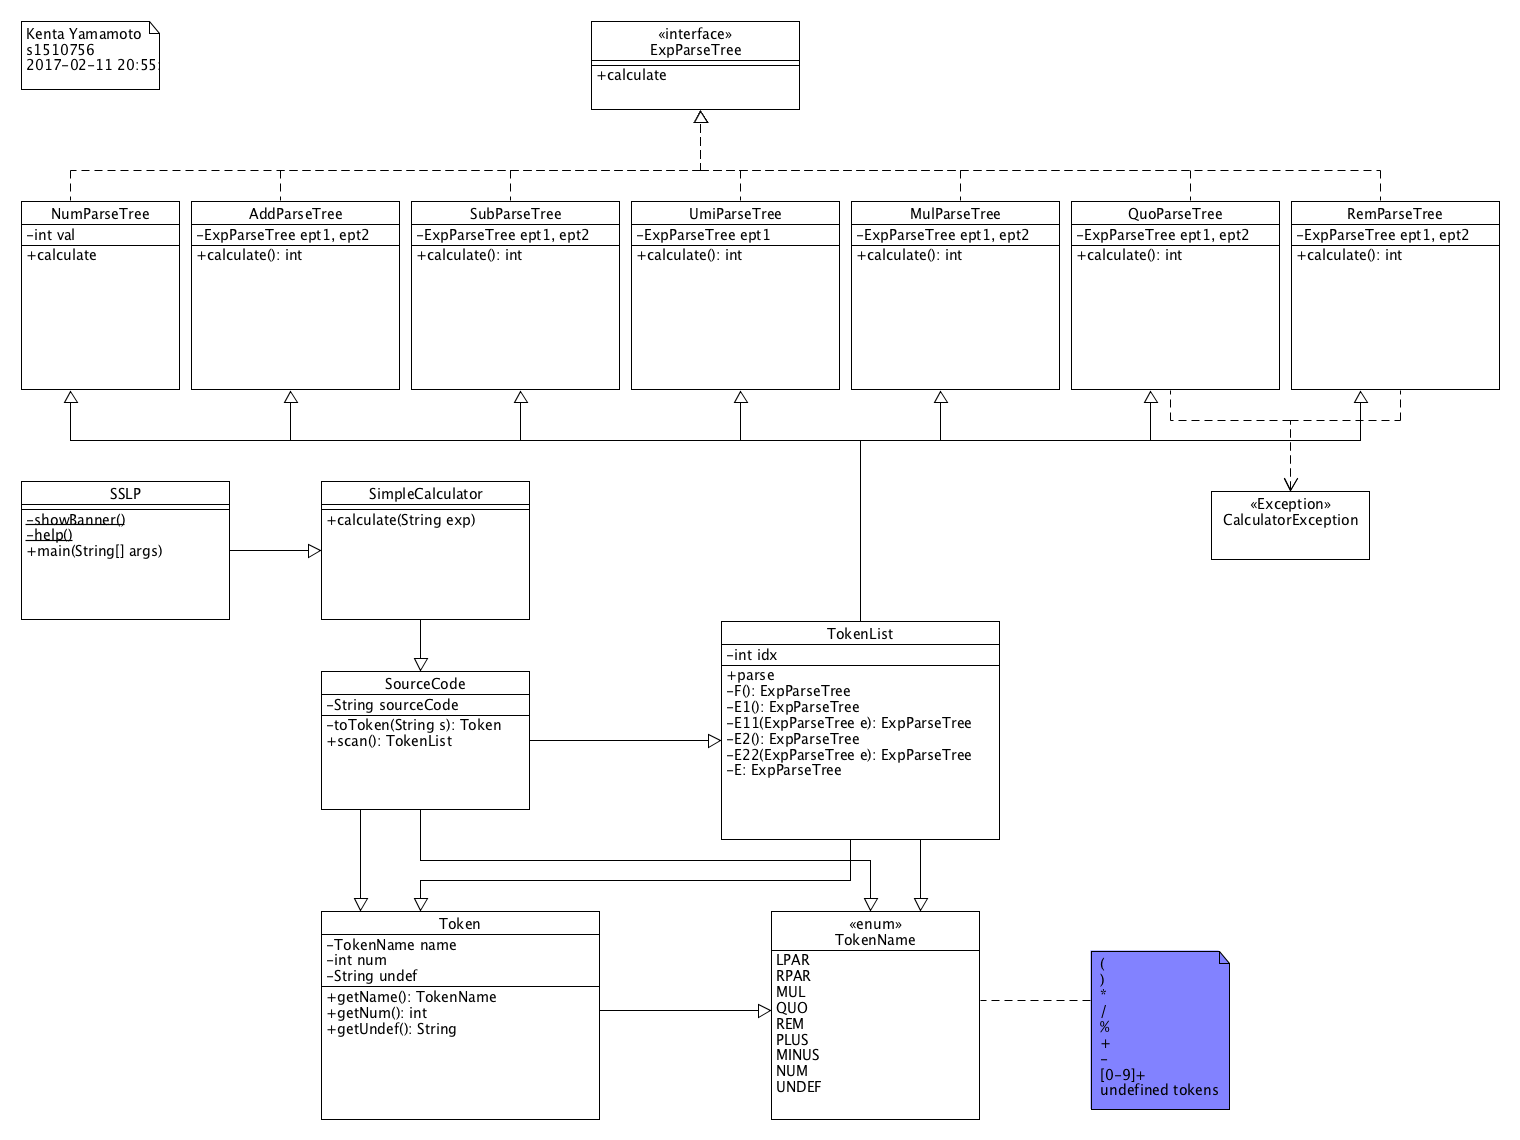 Kenta Yamamoto
s1510756
2017-02-11 20:55:
«interface»
ExpParseTree
+calculate
NumParseTree
-int val
+calculate
AddParseTree
-ExpParseTree ept1, ept2
+calculate(): int
SubParseTree
-ExpParseTree ept1, ept2
+calculate(): int
UmiParseTree
-ExpParseTree ept1
+calculate(): int
MulParseTree
-ExpParseTree ept1, ept2
+calculate(): int
QuoParseTree
-ExpParseTree ept1, ept2
+calculate(): int
RemParseTree
-ExpParseTree ept1, ept2
+calculate(): int
SSLP
-showBanner()
-help()
+main(String[] args)
SimpleCalculator
+calculate(String exp)
«Exception»
CalculatorException
SourceCode
-String sourceCode
-toToken(String s): Token
+scan(): TokenList
TokenList
-int idx
+parse
-F(): ExpParseTree
-E1(): ExpParseTree
-E11(ExpParseTree e): ExpParseTree
-E2(): ExpParseTree
-E22(ExpParseTree e): ExpParseTree
-E: ExpParseTree
Token
-TokenName name
-int num
-String undef
+getName(): TokenName
+getNum(): int
+getUndef(): String
«enum»
TokenName
LPAR
RPAR
MUL
QUO
REM
PLUS
MINUS
NUM
UNDEF
(
)
*
/
%
+
-
[0-9]+
undefined tokens